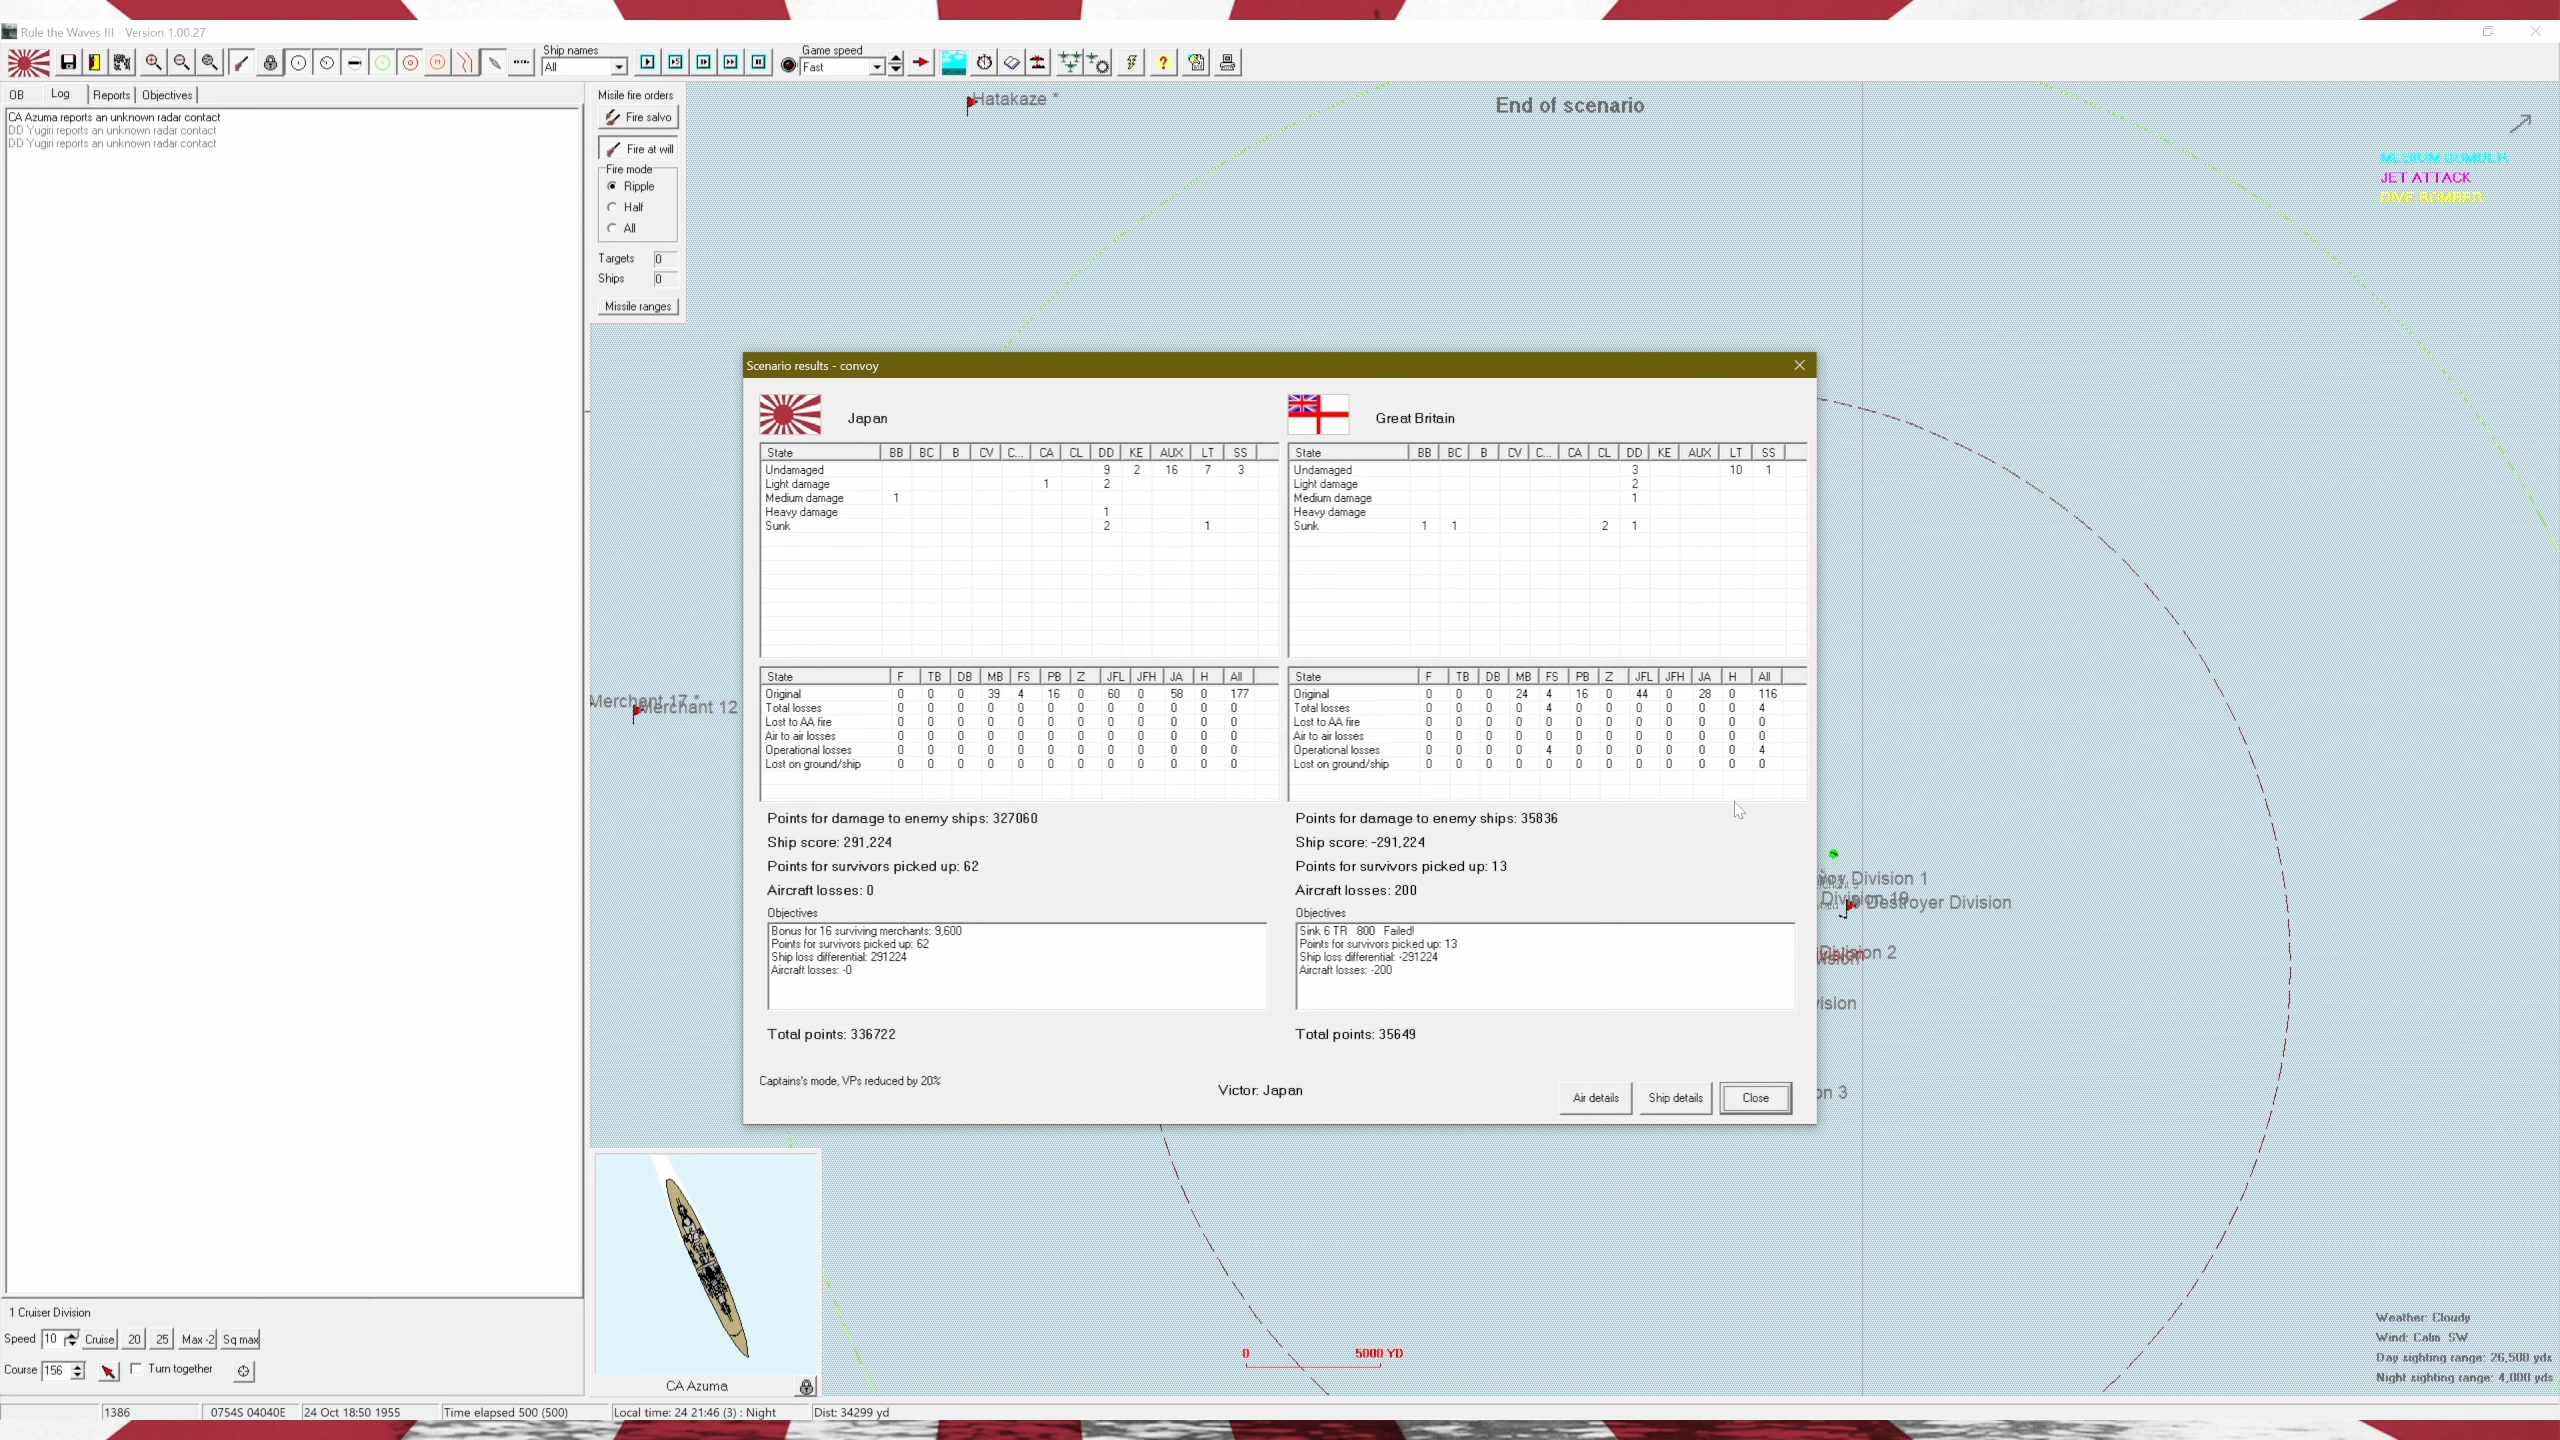 Rule the Waves III - Version 1.00.27
Ship names
All
Game speed
Fast
OB Log Reports Objectives
CA Azuma reports an unknown radar contact
DD Yugiri reports an unknown radar contact
DD Yugiri reports an unknown radar contact
Misile fire orders
Fire salvo
Fire at will
Fire mode
Ripple
Half
All
Targets 0
Ships 0
Missile ranges
Hatakaze *
End of scenario
MEDIUM BOMBER
JET ATTACK
DIVE BOMBER
Merchant 17 *
Merchant 12
Scenario results - convoy
Japan
State BB BC B CV C... CA CL DD KE AUX LT SS
Undamaged 9 2 16 7 3
Light damage 1 2
Medium damage 1
Heavy damage 1
Sunk 2 1
State F TB DB MB FS PB Z JFL JFH JA H All
Original 0 0 0 39 4 16 0 60 0 58 0 177
Total losses 0 0 0 0 0 0 0 0 0 0 0 0
Lost to AA fire 0 0 0 0 0 0 0 0 0 0 0 0
Air to air losses 0 0 0 0 0 0 0 0 0 0 0 0
Operational losses 0 0 0 0 0 0 0 0 0 0 0 0
Lost on ground/ship 0 0 0 0 0 0 0 0 0 0 0 0
Points for damage to enemy ships: 327060
Ship score: 291,224
Points for survivors picked up: 62
Aircraft losses: 0
Objectives
Bonus for 16 surviving merchants: 9,600
Points for survivors picked up: 62
Ship loss differential: 291224
Aircraft losses: -0
Total points: 336722
Great Britain
State BB BC B CV C... CA CL DD KE AUX LT SS
Undamaged 3 10 1
Light damage 2
Medium damage 1
Heavy damage
Sunk 1 1 2 1
State F TB DB MB FS PB Z JFL JFH JA H All
Original 0 0 0 24 4 16 0 44 0 28 0 116
Total losses 0 0 0 0 4 0 0 0 0 0 0 4
Lost to AA fire 0 0 0 0 0 0 0 0 0 0 0 0
Air to air losses 0 0 0 0 0 0 0 0 0 0 0 0
Operational losses 0 0 0 0 4 0 0 0 0 0 0 4
Lost on ground/ship 0 0 0 0 0 0 0 0 0 0 0 0
Points for damage to enemy ships: 35836
Ship score: -291,224
Points for survivors picked up: 13
Aircraft losses: 200
Objectives
Sink 6 TR 800 Failed!
Points for survivors picked up: 13
Ship loss differential: -291224
Aircraft losses: -200
Total points: 35649
Captains's mode, VPs reduced by 20%
Victor: Japan
Air details Ship details Close
Division 1
Division 19
Destroyer Division
Division 2
on 3
0 5000 YD
Weather: Cloudy
Wind: Calm SW
Day sighting range: 26,500 yds
Night sighting range: 4,000 yds
CA Azuma
1 Cruiser Division
Speed 10 Cruise 20 25 Max -2 Sq max
Course 156 Turn together
1386 0754S 04040E 24 Oct 18:50 1955 Time elapsed 500 (500) Local time: 24 21:46 (3) : Night Dist: 34299 yd